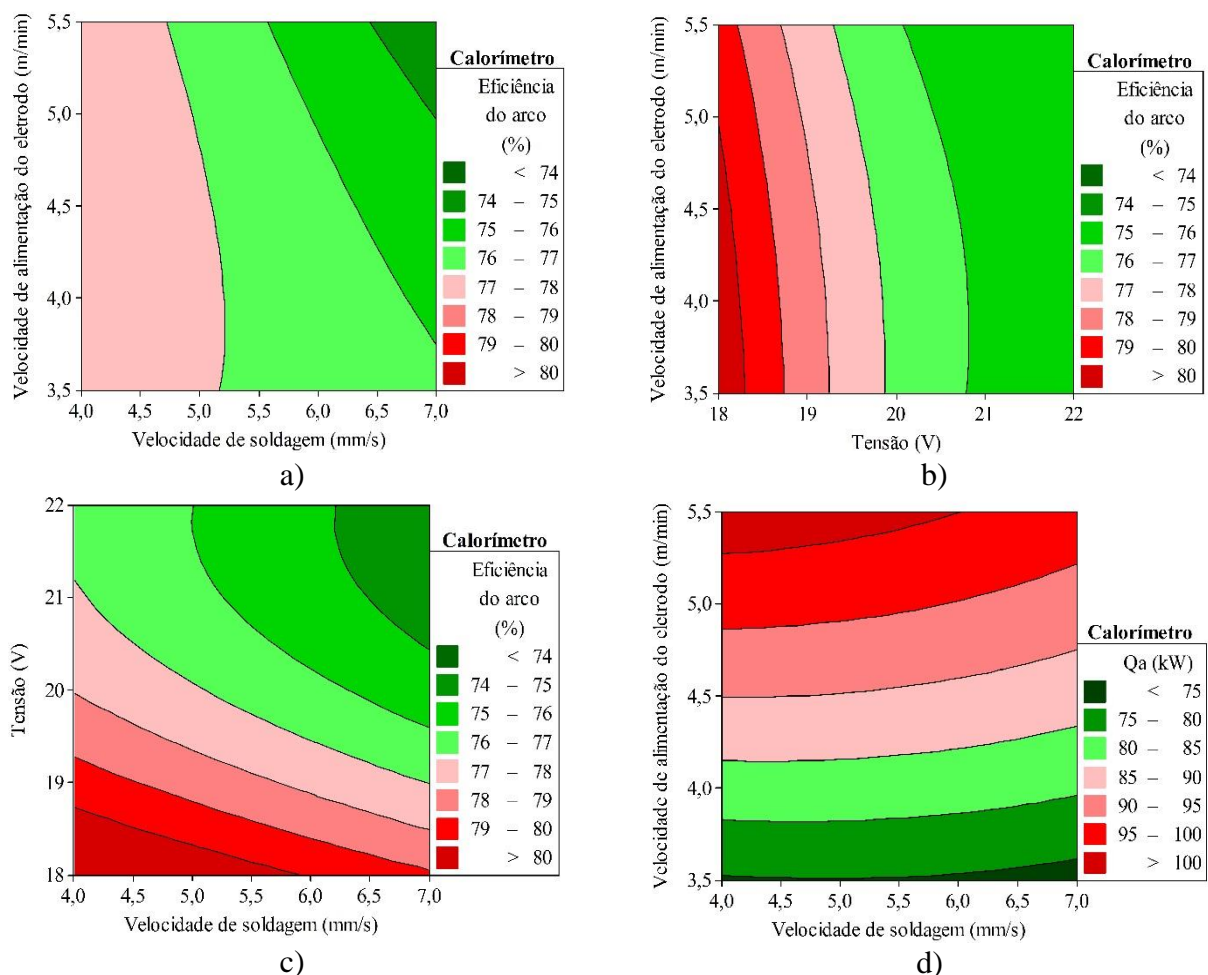 Velocidade de alimentação do eletrodo (m/min)
5,5
5,0
4,5
4,0
3,5
4,0 4,5 5,0 5,5 6,0 6,5 7,0
Velocidade de soldagem (mm/s)
Calorímetro
Eficiência
do arco
(%)
< 74
74 – 75
75 – 76
76 – 77
77 – 78
78 – 79
79 – 80
> 80
a)
Velocidade de alimentação do eletrodo (m/min)
5,5
5,0
4,5
4,0
3,5
18 19 20 21 22
Tensão (V)
Calorímetro
Eficiência
do arco
(%)
< 74
74 – 75
75 – 76
76 – 77
77 – 78
78 – 79
79 – 80
> 80
b)
Tensão (V)
22
21
20
19
18
4,0 4,5 5,0 5,5 6,0 6,5 7,0
Velocidade de soldagem (mm/s)
Calorímetro
Eficiência
do arco
(%)
< 74
74 – 75
75 – 76
76 – 77
77 – 78
78 – 79
79 – 80
> 80
c)
Velocidade de alimentação do eletrodo (m/min)
5,5
5,0
4,5
4,0
3,5
4,0 4,5 5,0 5,5 6,0 6,5 7,0
Velocidade de soldagem (mm/s)
Calorímetro
Qa (kW)
< 75
75 – 80
80 – 85
85 – 90
90 – 95
95 – 100
> 100
d)